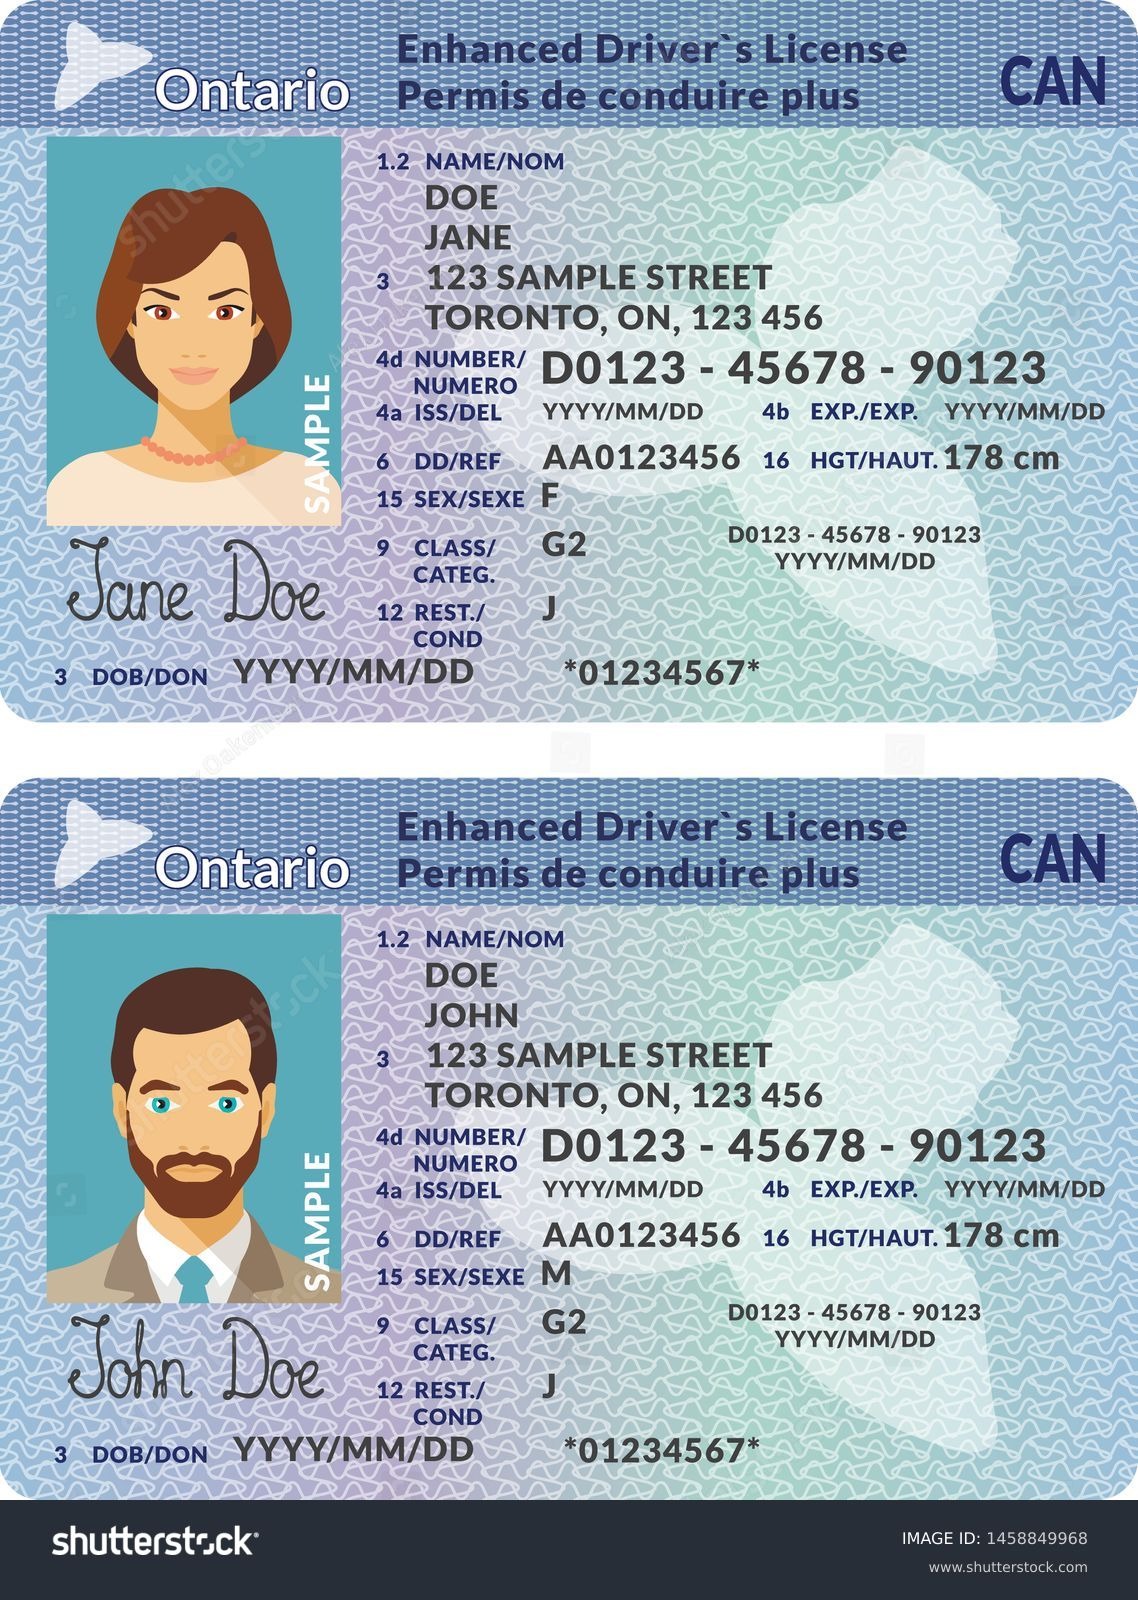 Ontario
Enhanced Driver`s License
Permis de conduire plus
CAN
1.2 NAME/NOM
DOE
JANE
3 123 SAMPLE STREET
TORONTO, ON, 123 456
4d NUMBER/ NUMERO D0123 - 45678 - 90123
4a ISS/DEL YYYY/MM/DD 4b EXP./EXP. YYYY/MM/DD
6 DD/REF AA0123456 16 HGT/HAUT. 178 cm
15 SEX/SEXE F
9 CLASS/ CATEG. G2
D0123 - 45678 - 90123
YYYY/MM/DD
12 REST./ COND J
SAMPLE
Jane Doe
3 DOB/DON YYYY/MM/DD *01234567*
Ontario
Enhanced Driver`s License
Permis de conduire plus
CAN
1.2 NAME/NOM
DOE
JOHN
3 123 SAMPLE STREET
TORONTO, ON, 123 456
4d NUMBER/ NUMERO D0123 - 45678 - 90123
4a ISS/DEL YYYY/MM/DD 4b EXP./EXP. YYYY/MM/DD
6 DD/REF AA0123456 16 HGT/HAUT. 178 cm
15 SEX/SEXE M
9 CLASS/ CATEG. G2
D0123 - 45678 - 90123
YYYY/MM/DD
12 REST./ COND J
SAMPLE
John Doe
3 DOB/DON YYYY/MM/DD *01234567*
shutterstock
IMAGE ID: 1458849968
www.shutterstock.com